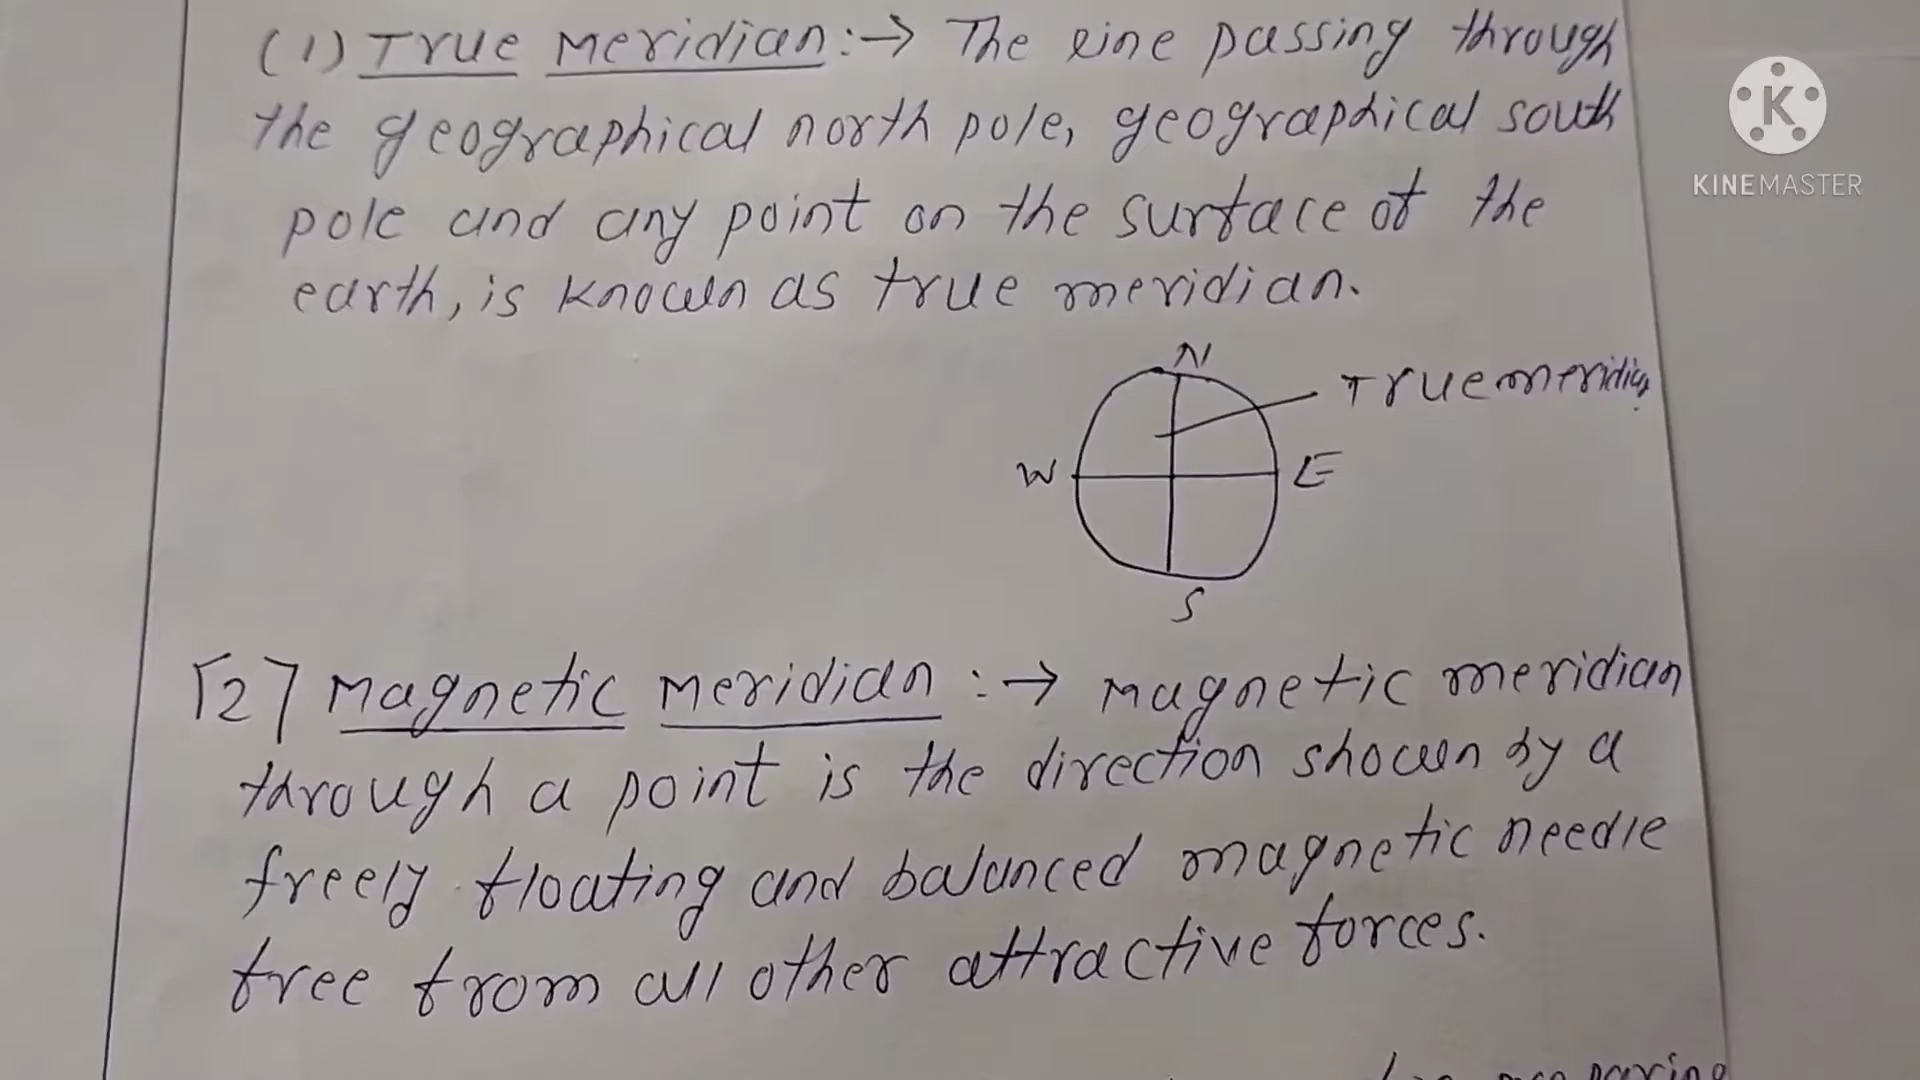 (1) True Meridian :→ The line passing through
the geographical north pole, geographical south
pole and any point on the surface of the
earth, is known as true meridian.
N
True meridian
W E
S
[2] Magnetic meridian :→ Magnetic meridian
through a point is the direction shown by a
freely floating and balanced magnetic needle
free from all other attractive forces.
K
KINEMASTER